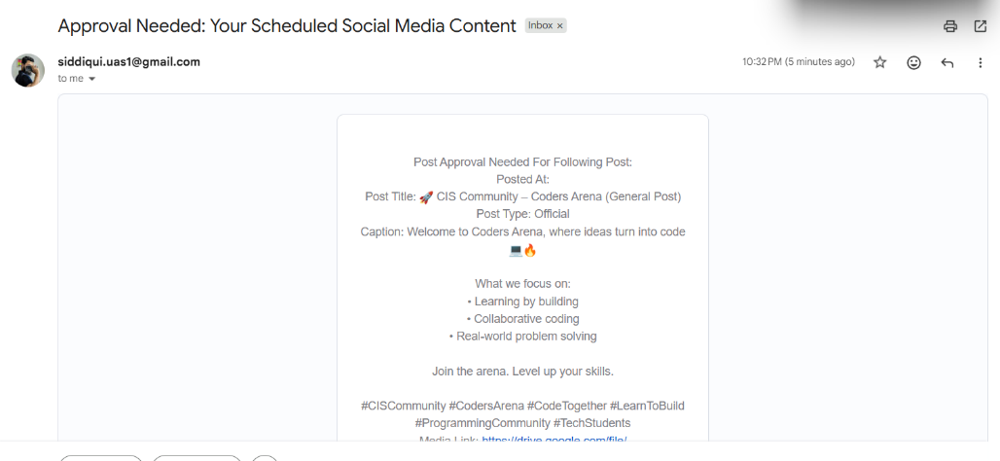 Approval Needed: Your Scheduled Social Media Content Inbox ×
siddiqui.uas1@gmail.com
10:32 PM (5 minutes ago)
to me
Post Approval Needed For Following Post:
Posted At:
Post Title: 🚀 CIS Community – Coders Arena (General Post)
Post Type: Official
Caption: Welcome to Coders Arena, where ideas turn into code
💻🔥
What we focus on:
• Learning by building
• Collaborative coding
• Real-world problem solving
Join the arena. Level up your skills.
#CISCommunity #CodersArena #CodeTogether #LearnToBuild
#ProgrammingCommunity #TechStudents
Media Link: https://drive.google.com/file/